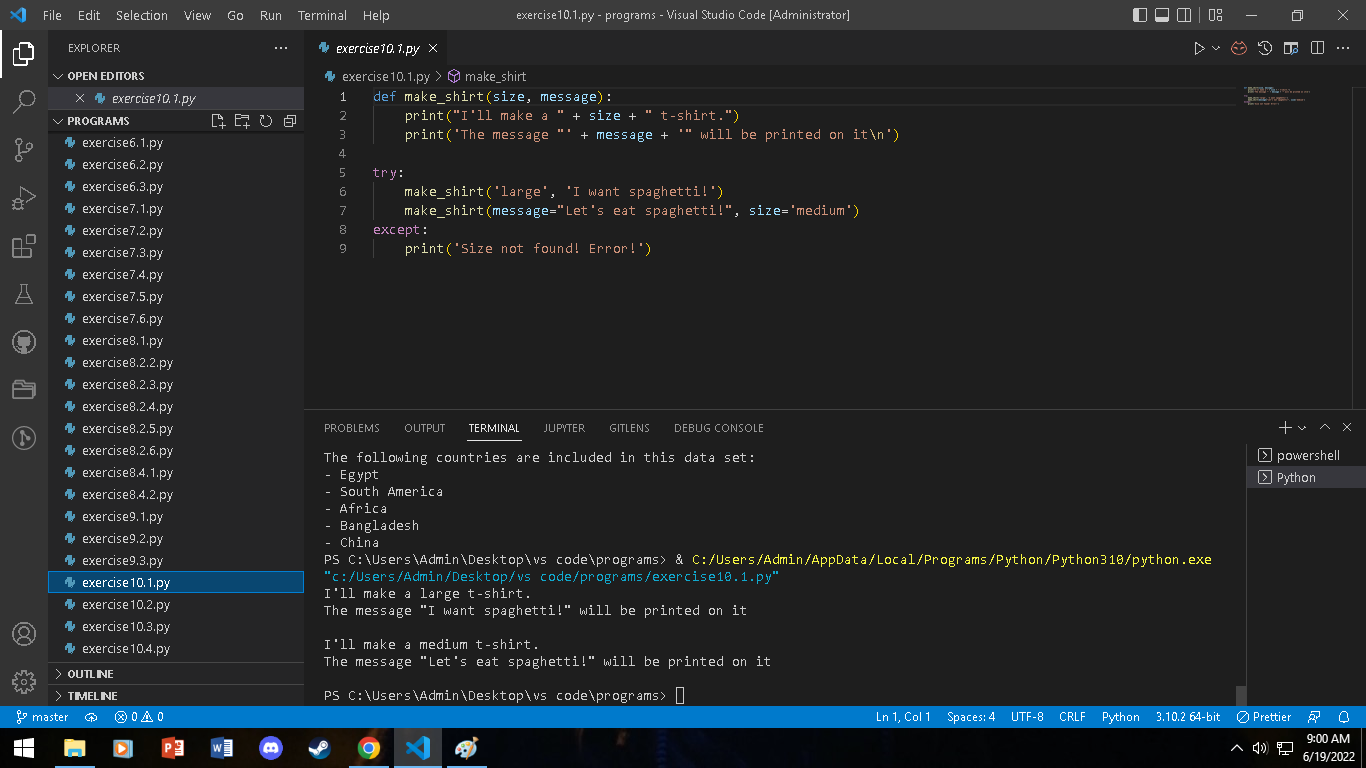 File Edit Selection View Go Run Terminal Help
exercise10.1.py - programs - Visual Studio Code [Administrator]
EXPLORER
OPEN EDITORS
exercise10.1.py
PROGRAMS
exercise6.1.py
exercise6.2.py
exercise6.3.py
exercise7.1.py
exercise7.2.py
exercise7.3.py
exercise7.4.py
exercise7.5.py
exercise7.6.py
exercise8.1.py
exercise8.2.2.py
exercise8.2.3.py
exercise8.2.4.py
exercise8.2.5.py
exercise8.2.6.py
exercise8.4.1.py
exercise8.4.2.py
exercise9.1.py
exercise9.2.py
exercise9.3.py
exercise10.1.py
exercise10.2.py
exercise10.3.py
exercise10.4.py
OUTLINE
TIMELINE
exercise10.1.py
exercise10.1.py > make_shirt
1 def make_shirt(size, message):
2     print("I'll make a " + size + " t-shirt.")
3     print('The message "' + message + '" will be printed on it\n')
4
5 try:
6     make_shirt('large', 'I want spaghetti!')
7     make_shirt(message="Let's eat spaghetti!", size='medium')
8 except:
9     print('Size not found! Error!')
PROBLEMS OUTPUT TERMINAL JUPYTER GITLENS DEBUG CONSOLE
The following countries are included in this data set:
- Egypt
- South America
- Africa
- Bangladesh
- China
PS C:\Users\Admin\Desktop\vs code\programs> & C:/Users/Admin/AppData/Local/Programs/Python/Python310/python.exe
"c:/Users/Admin/Desktop/vs code/programs/exercise10.1.py"
I'll make a large t-shirt.
The message "I want spaghetti!" will be printed on it
I'll make a medium t-shirt.
The message "Let's eat spaghetti!" will be printed on it
PS C:\Users\Admin\Desktop\vs code\programs>
powershell
Python
master 0 0
Ln 1, Col 1 Spaces: 4 UTF-8 CRLF Python 3.10.2 64-bit Prettier
9:00 AM
6/19/2022